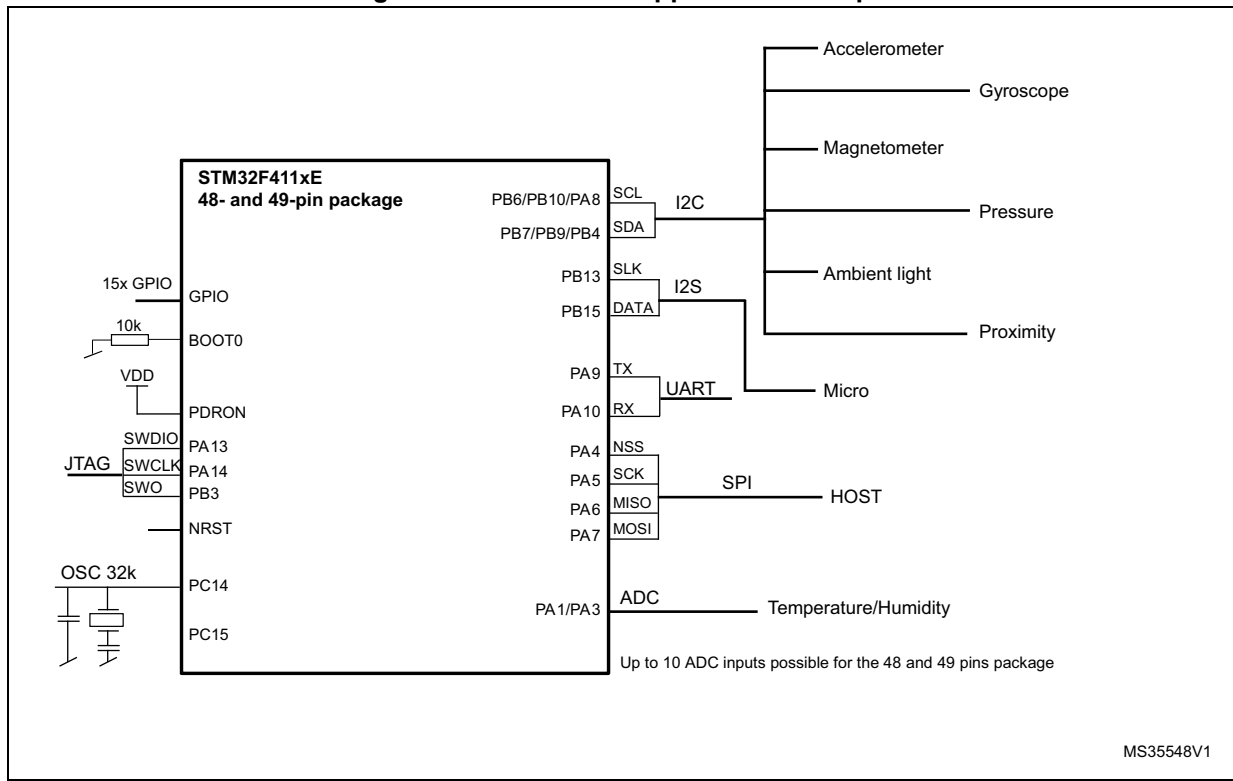 STM32F411xE
48- and 49-pin package
15x GPIO
GPIO
10k
BOOT0
VDD
PDRON
JTAG
SWDIO
PA13
SWCLK
PA14
SWO
PB3
NRST
OSC 32k
PC14
PC15
PB6/PB10/PA8
SCL
PB7/PB9/PB4
SDA
I2C
PB13
SLK
PB15
DATA
I2S
PA9
TX
PA10
RX
UART
PA4
NSS
PA5
SCK
PA6
MISO
PA7
MOSI
SPI
HOST
PA1/PA3
ADC
Temperature/Humidity
Accelerometer
Gyroscope
Magnetometer
Pressure
Ambient light
Proximity
Micro
Up to 10 ADC inputs possible for the 48 and 49 pins package
MS35548V1